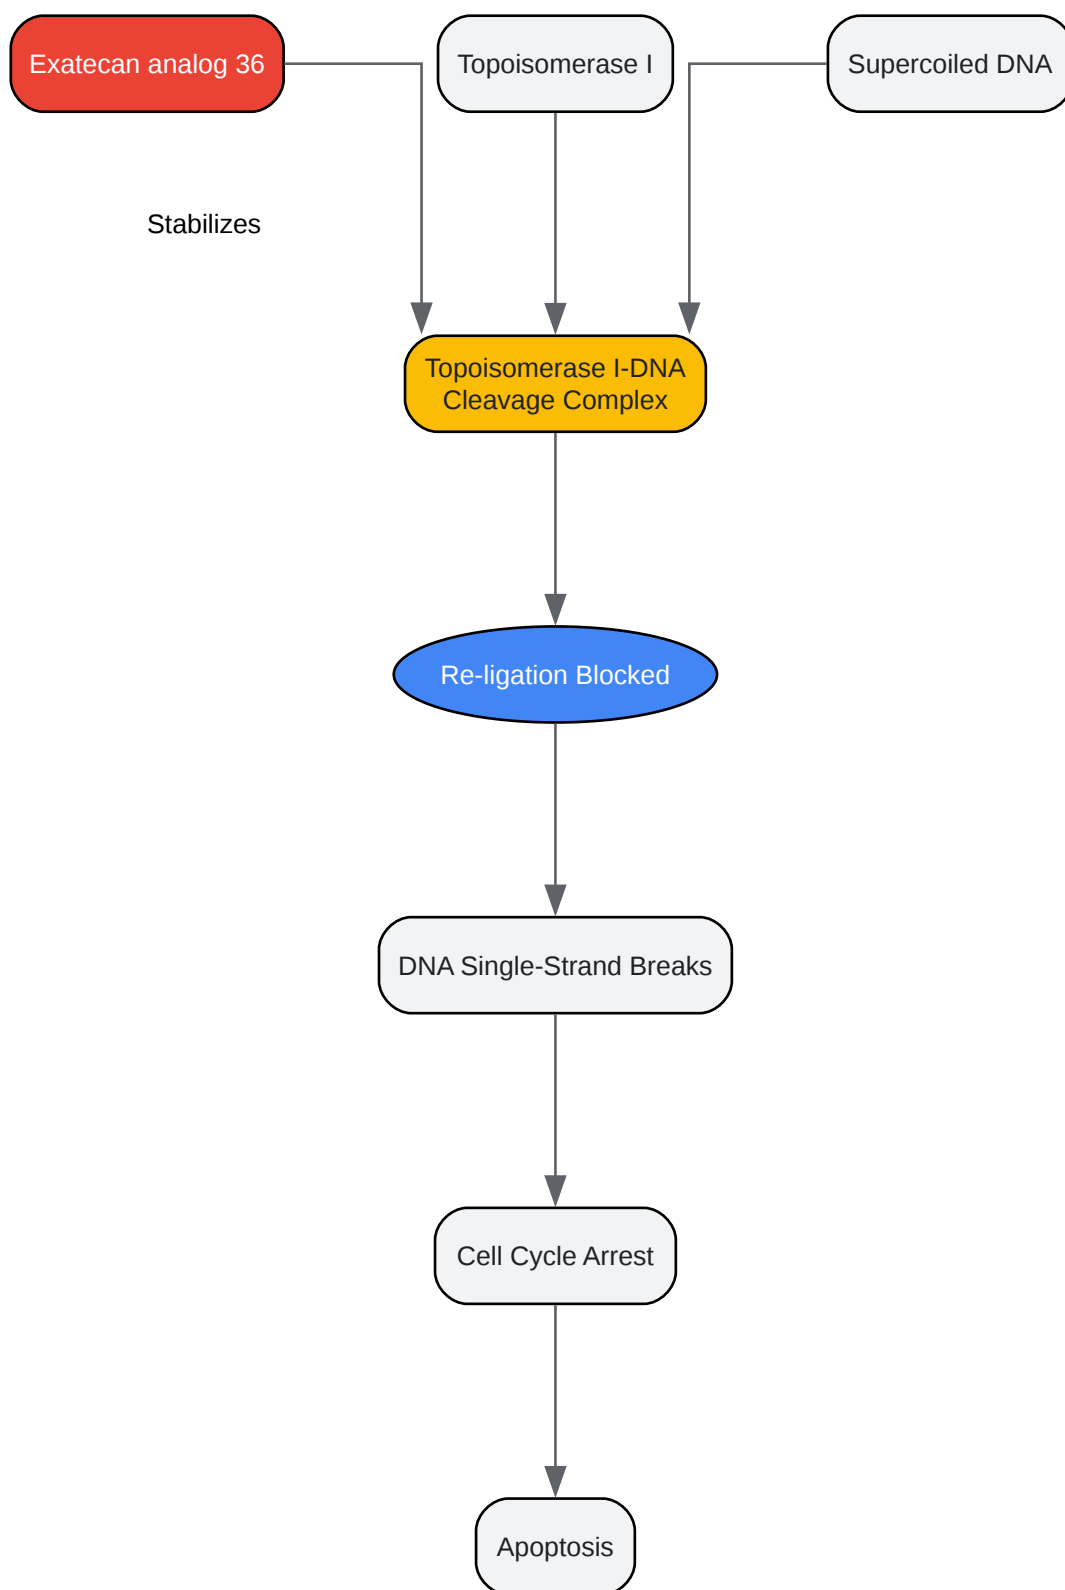 Exatecan analog 36
Topoisomerase I
Supercoiled DNA
Stabilizes
Topoisomerase I-DNA
Cleavage Complex
Re-ligation Blocked
DNA Single-Strand Breaks
Cell Cycle Arrest
Apoptosis